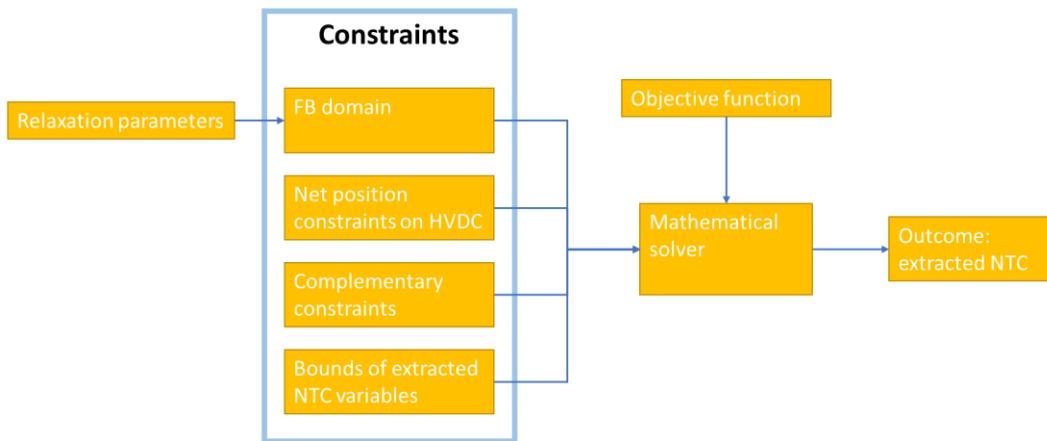 Constraints
Relaxation parameters
FB domain
Net position
constraints on HVDC
Complementary
constraints
Bounds of extracted
NTC variables
Objective function
Mathematical
solver
Outcome:
extracted NTC